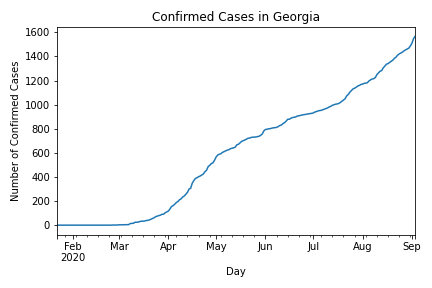 Confirmed Cases in Georgia
Number of Confirmed Cases
1600
1400
1200
1000
800
600
400
200
0
Feb Mar Apr May Jun Jul Aug Sep
2020
Day